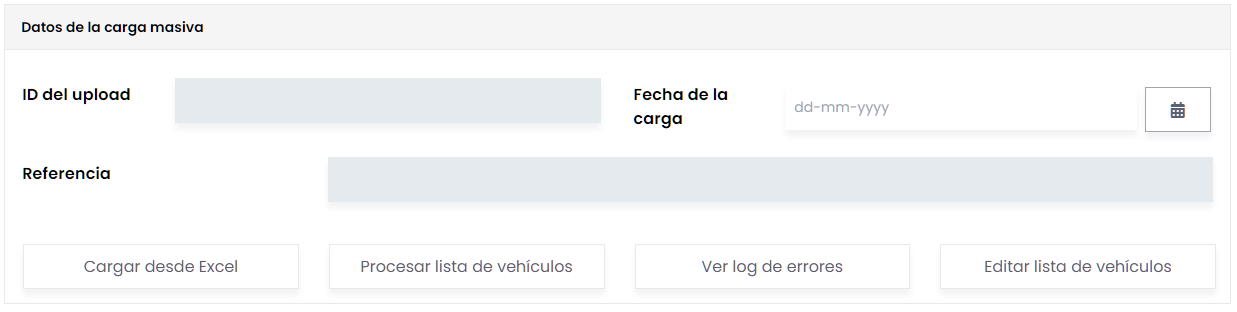 Datos de la carga masiva
ID del upload
Fecha de la
carga
dd-mm-yyyy
Referencia
Cargar desde Excel
Procesar lista de vehículos
Ver log de errores
Editar lista de vehículos